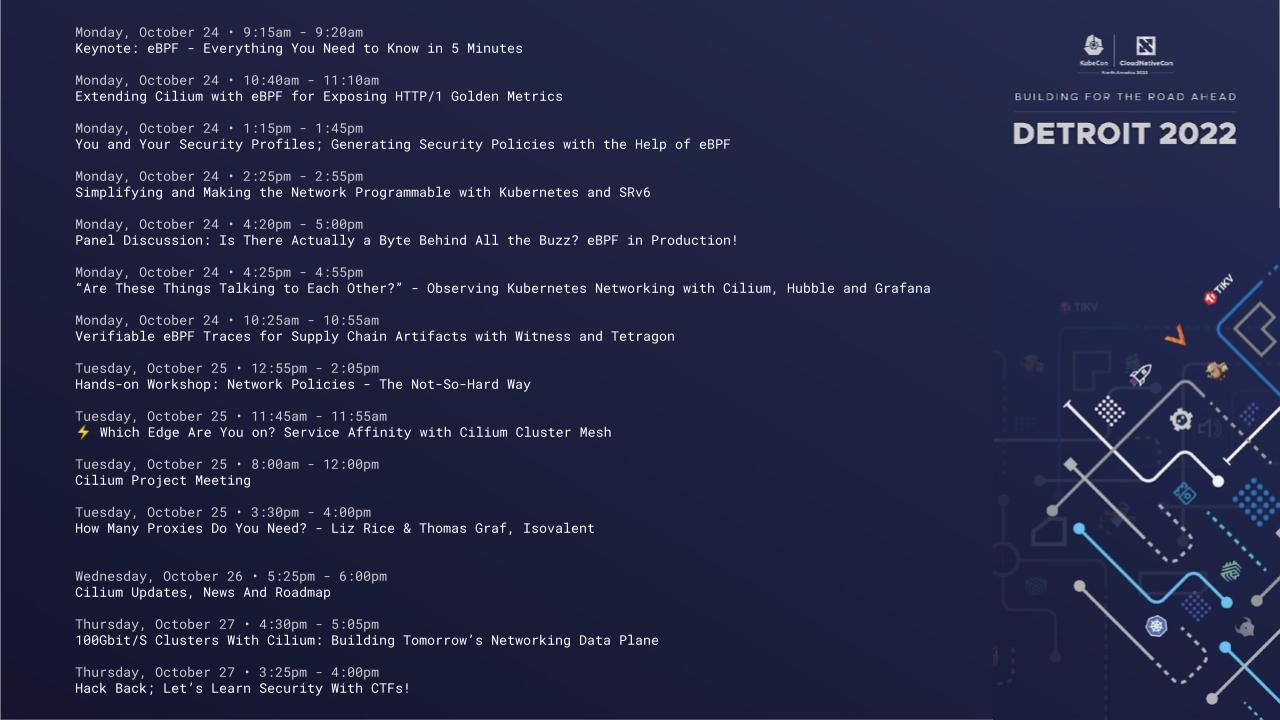 Monday, October 24 • 9:15am - 9:20am
Keynote: eBPF - Everything You Need to Know in 5 Minutes
Monday, October 24 • 10:40am - 11:10am
Extending Cilium with eBPF for Exposing HTTP/1 Golden Metrics
Monday, October 24 • 1:15pm - 1:45pm
You and Your Security Profiles; Generating Security Policies with the Help of eBPF
Monday, October 24 • 2:25pm - 2:55pm
Simplifying and Making the Network Programmable with Kubernetes and SRv6
Monday, October 24 • 4:20pm - 5:00pm
Panel Discussion: Is There Actually a Byte Behind All the Buzz? eBPF in Production!
Monday, October 24 • 4:25pm - 4:55pm
“Are These Things Talking to Each Other?” - Observing Kubernetes Networking with Cilium, Hubble and Grafana
Monday, October 24 • 10:25am - 10:55am
Verifiable eBPF Traces for Supply Chain Artifacts with Witness and Tetragon
Tuesday, October 25 • 12:55pm - 2:05pm
Hands-on Workshop: Network Policies - The Not-So-Hard Way
Tuesday, October 25 • 11:45am - 11:55am
⚡ Which Edge Are You on? Service Affinity with Cilium Cluster Mesh
Tuesday, October 25 • 8:00am - 12:00pm
Cilium Project Meeting
Tuesday, October 25 • 3:30pm - 4:00pm
How Many Proxies Do You Need? - Liz Rice & Thomas Graf, Isovalent
Wednesday, October 26 • 5:25pm - 6:00pm
Cilium Updates, News And Roadmap
Thursday, October 27 • 4:30pm - 5:05pm
100Gbit/S Clusters With Cilium: Building Tomorrow’s Networking Data Plane
Thursday, October 27 • 3:25pm - 4:00pm
Hack Back; Let’s Learn Security With CTFs!
KubeCon CloudNativeCon
North America 2022
BUILDING FOR THE ROAD AHEAD
DETROIT 2022
TiKV
TiKV